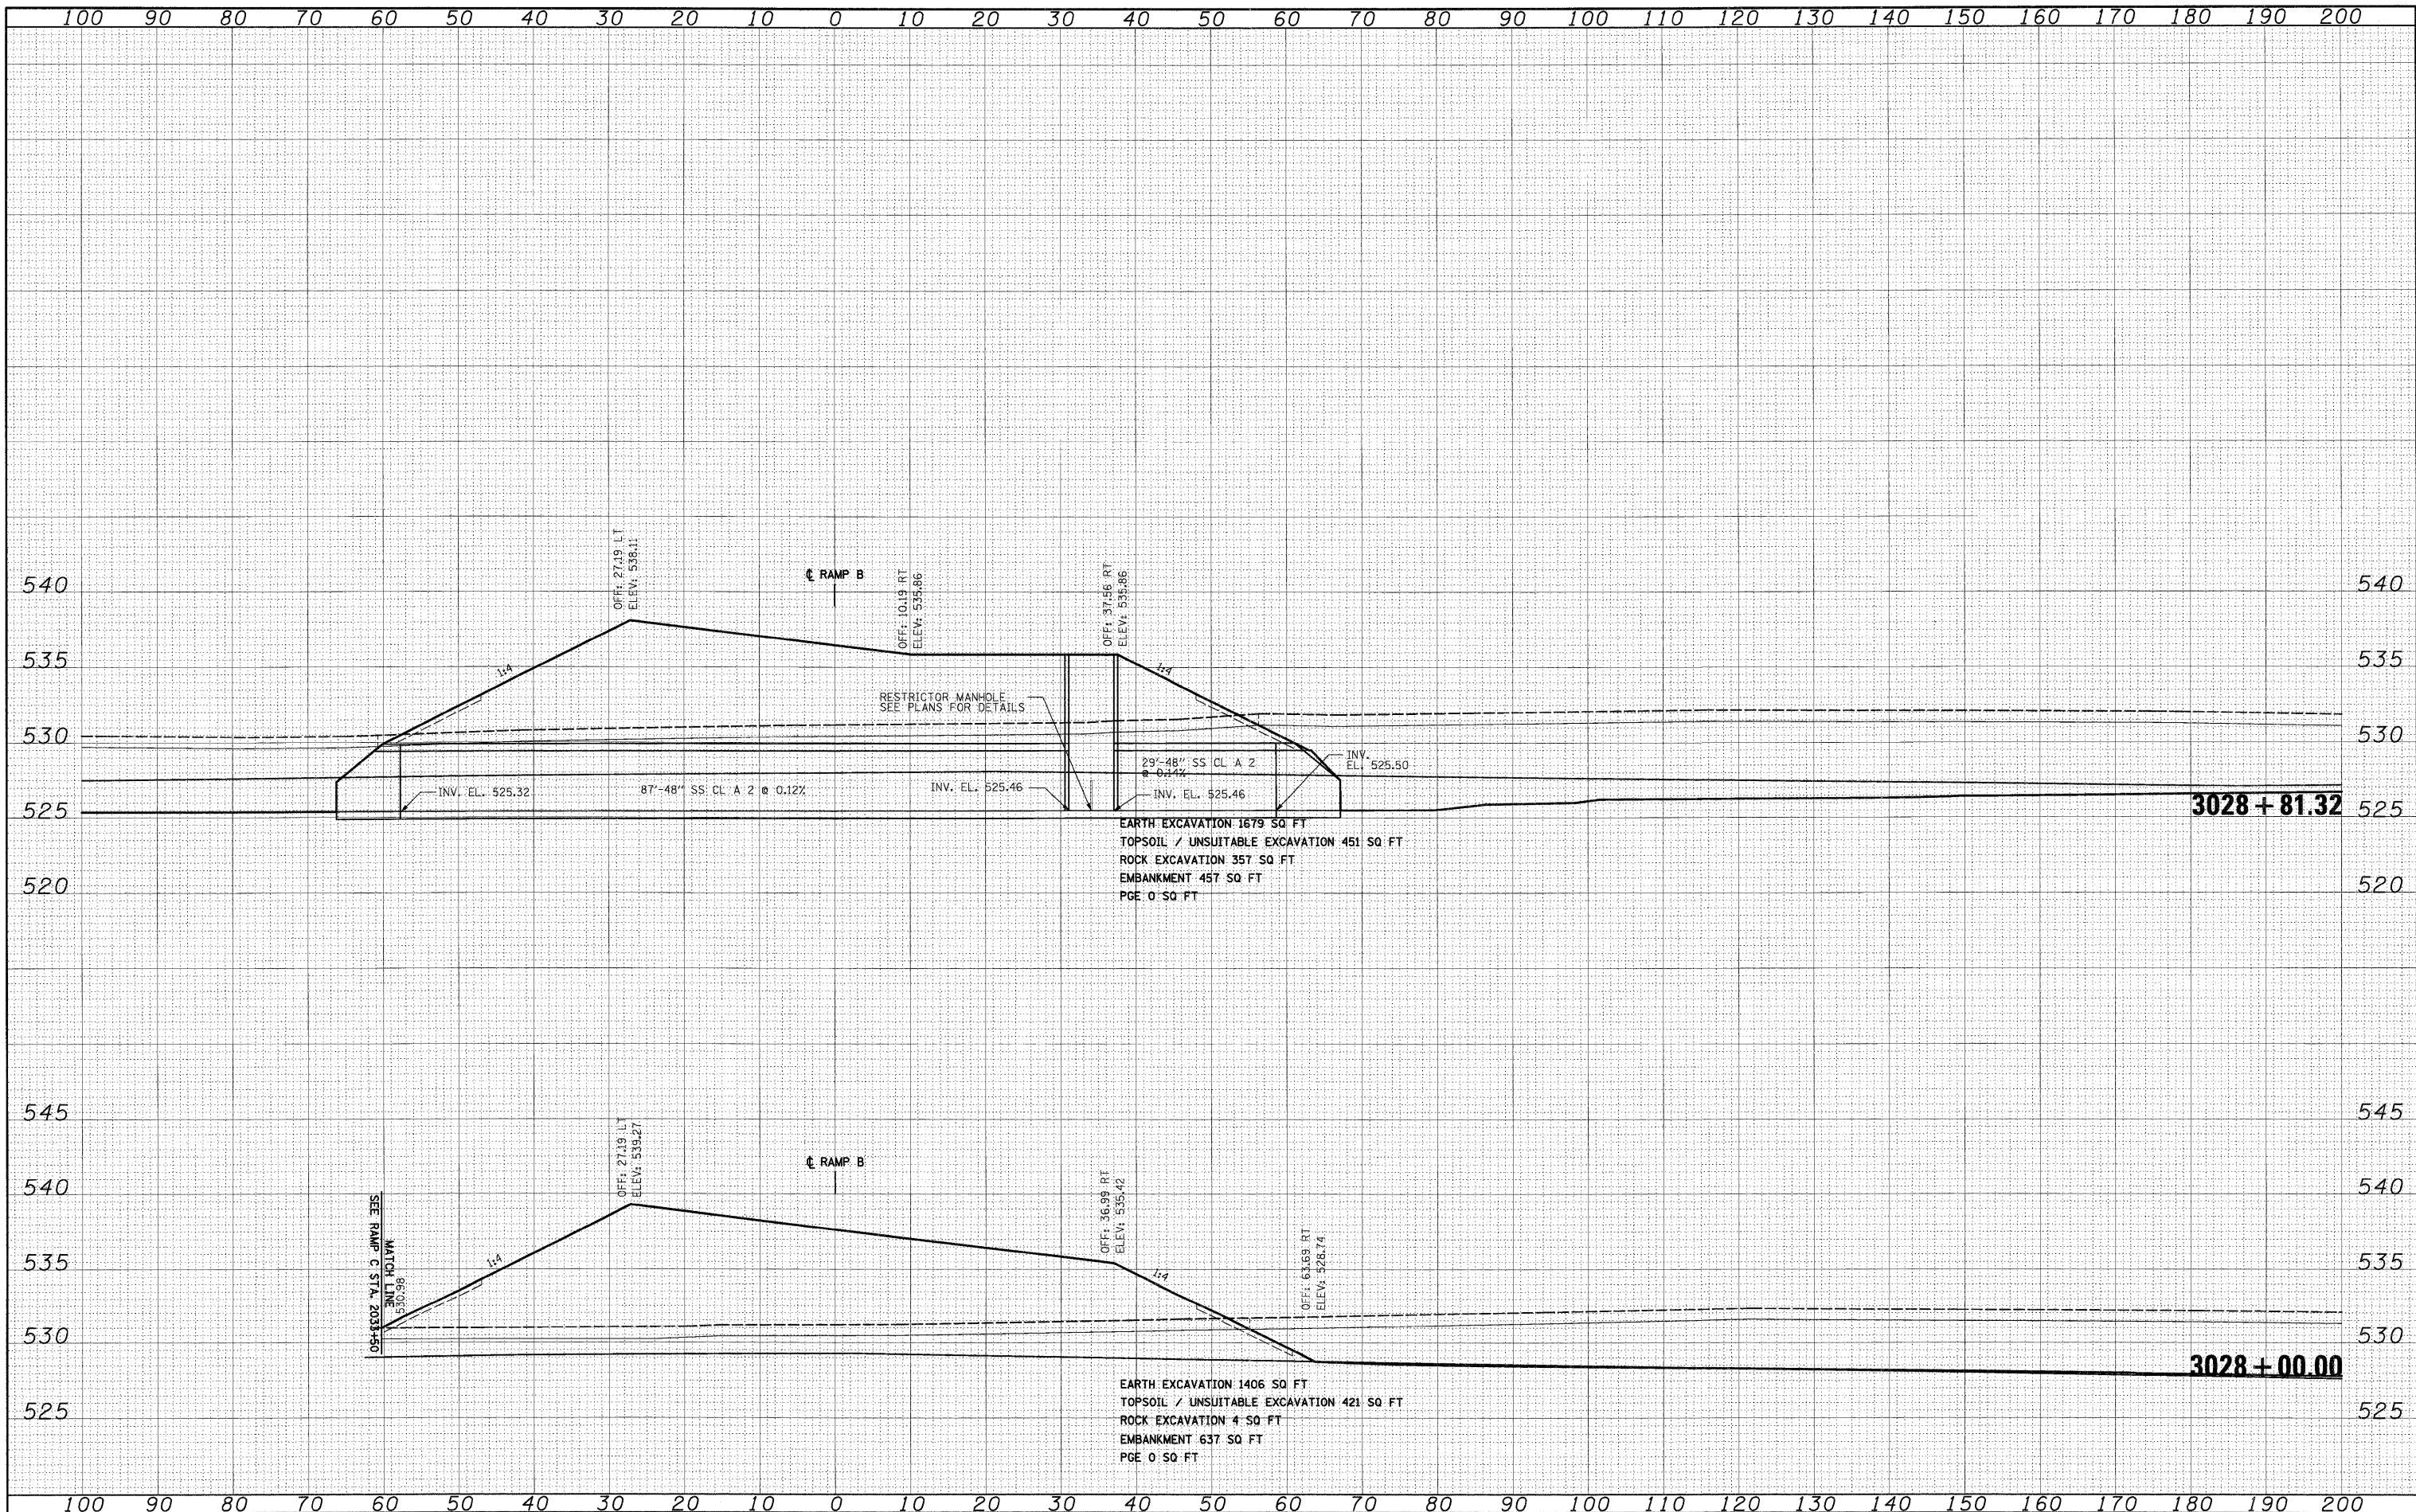 100 90 80 70 60 50 40 30 20 10 0 10 20 30 40 50 60 70 80 90 100 110 120 130 140 150 160 170 180 190 200
OFF: 27.19 LT
ELEV: 538.11
℄ RAMP B
OFF: 10.19 RT
ELEV: 535.86
OFF: 37.56 RT
ELEV: 535.86
540 540
535 535
1:4
1:4
RESTRICTOR MANHOLE
SEE PLANS FOR DETAILS
530 530
INV.
EL. 525.50
29'-48" SS CL A 2
@ 0.14%
INV. EL. 525.32
87'-48" SS CL A 2 @ 0.12%
INV. EL. 525.46
INV. EL. 525.46
525 525
3028 + 81.32
EARTH EXCAVATION 1679 SQ FT
TOPSOIL / UNSUITABLE EXCAVATION 451 SQ FT
ROCK EXCAVATION 357 SQ FT
EMBANKMENT 457 SQ FT
PGE 0 SQ FT
520 520
545 545
OFF: 27.19 LT
ELEV: 539.27
℄ RAMP B
OFF: 36.99 RT
ELEV: 535.42
540 540
SEE RAMP C STA. 2033+50
MATCH LINE
530.98
1:4
1:4
OFF: 63.69 RT
ELEV: 528.74
535 535
530 530
3028 + 00.00
EARTH EXCAVATION 1406 SQ FT
TOPSOIL / UNSUITABLE EXCAVATION 421 SQ FT
ROCK EXCAVATION 4 SQ FT
EMBANKMENT 637 SQ FT
PGE 0 SQ FT
525 525
100 90 80 70 60 50 40 30 20 10 0 10 20 30 40 50 60 70 80 90 100 110 120 130 140 150 160 170 180 190 200